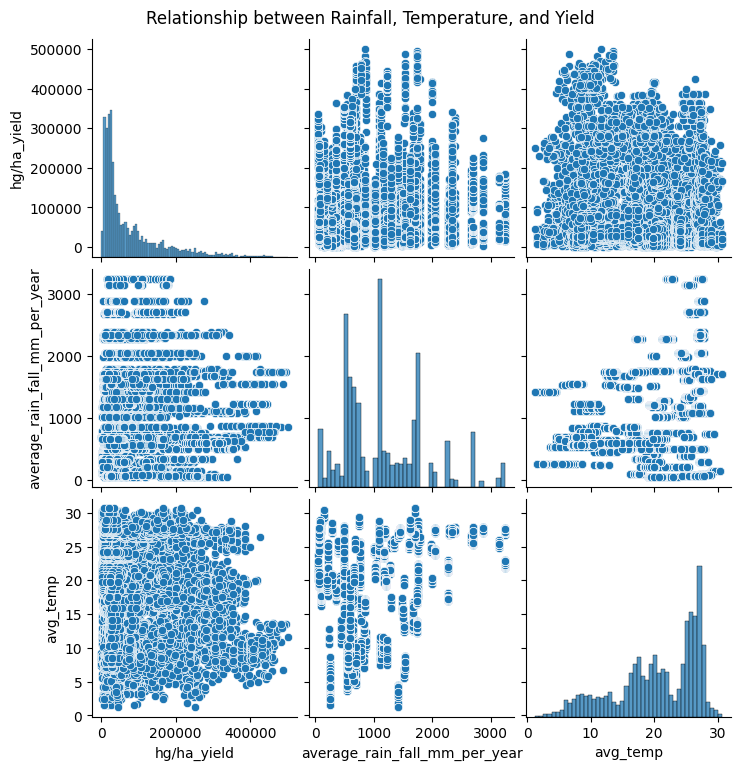 Relationship between Rainfall, Temperature, and Yield
500000
400000
300000
200000
100000
0
hg/ha_yield
3000
2000
1000
0
average_rain_fall_mm_per_year
30
25
20
15
10
5
0
avg_temp
0 200000 400000
hg/ha_yield
0 1000 2000 3000
average_rain_fall_mm_per_year
10 20 30
avg_temp